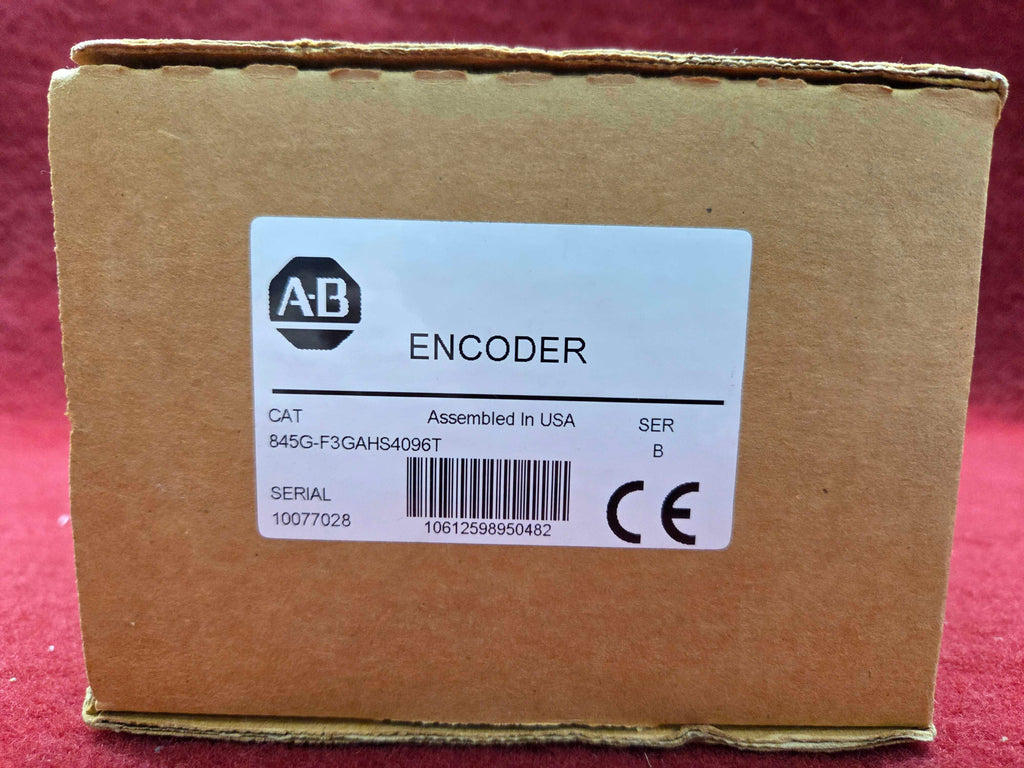 A-B
ENCODER
CAT
Assembled In USA
SER
845G-F3GAHS4096T
B
SERIAL
10077028
10612598950482
CE